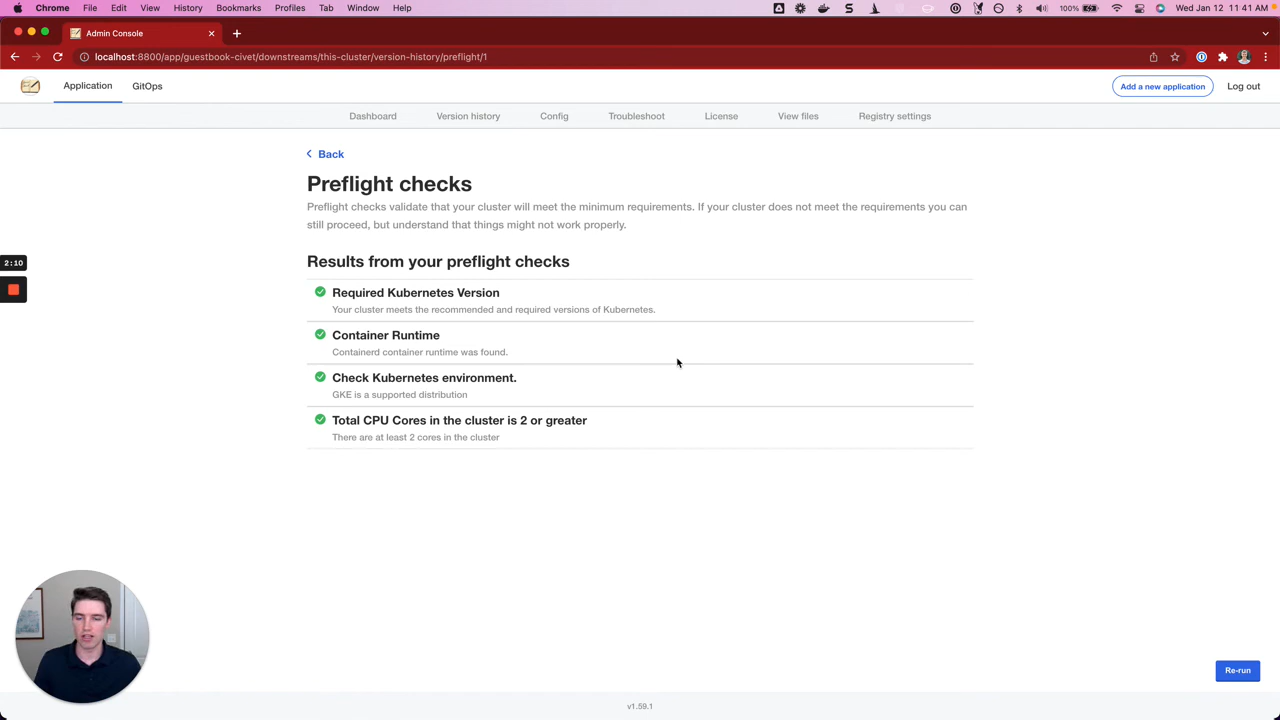 Chrome File Edit View History Bookmarks Profiles Tab Window Help 100% Wed Jan 12 11:41 AM
Admin Console
localhost:8800/app/guestbook-civet/downstreams/this-cluster/version-history/preflight/1
Application GitOps Add a new application Log out
Dashboard Version history Config Troubleshoot License View files Registry settings
Back
Preflight checks
Preflight checks validate that your cluster will meet the minimum requirements. If your cluster does not meet the requirements you can
still proceed, but understand that things might not work properly.
Results from your preflight checks
2:10
Required Kubernetes Version
Your cluster meets the recommended and required versions of Kubernetes.
Container Runtime
Containerd container runtime was found.
Check Kubernetes environment.
GKE is a supported distribution
Total CPU Cores in the cluster is 2 or greater
There are at least 2 cores in the cluster
Re-run
v1.59.1